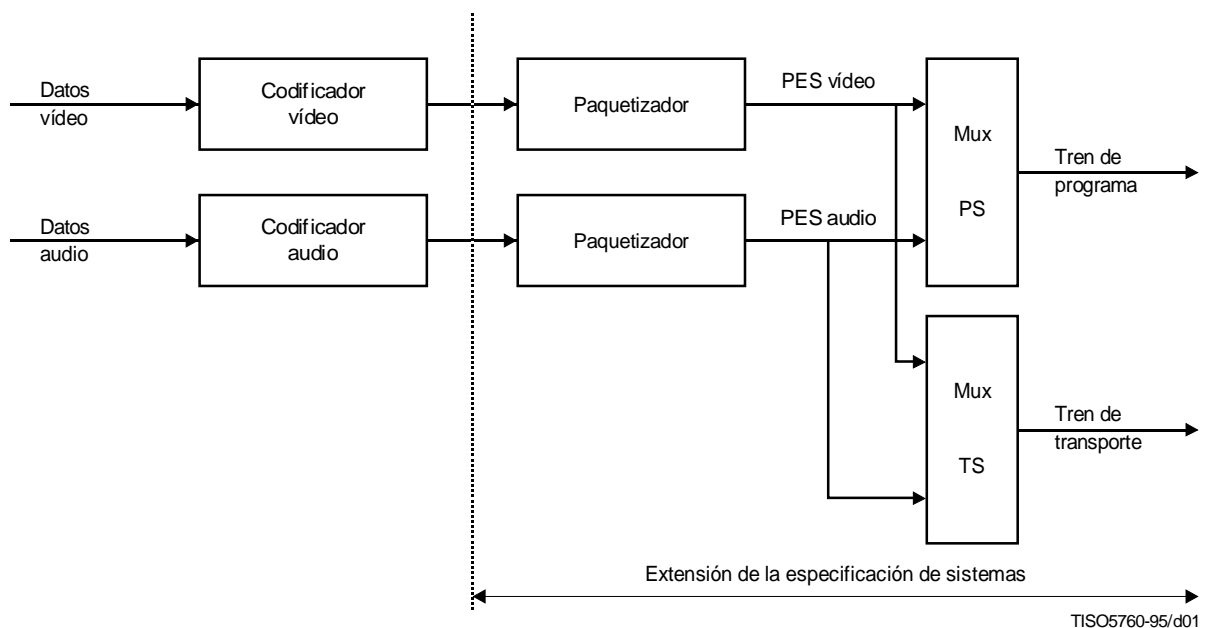 Datos
vídeo
Codificador
vídeo
Paquetizador
PES vídeo
Mux
PS
Tren de
programa
Datos
audio
Codificador
audio
Paquetizador
PES audio
Mux
TS
Tren de
transporte
Extensión de la especificación de sistemas
TISO5760-95/d01